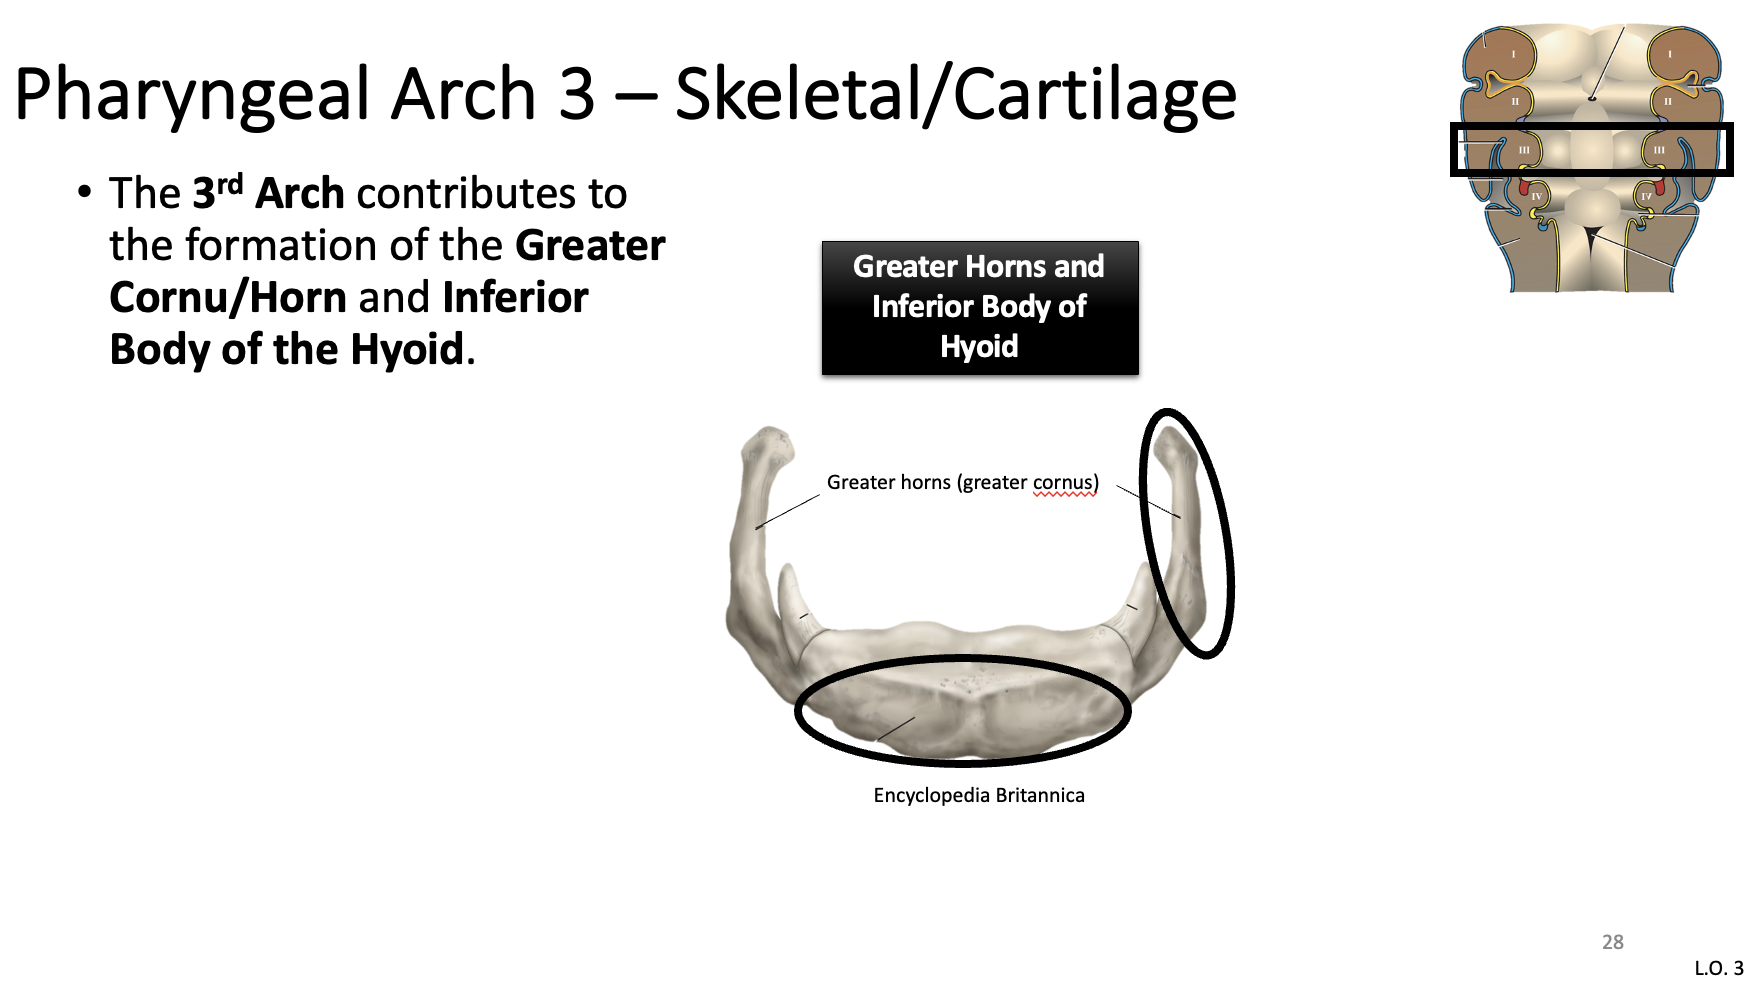 Pharyngeal Arch 3 – Skeletal/Cartilage
• The 3rd Arch contributes to
the formation of the Greater
Cornu/Horn and Inferior
Body of the Hyoid.
Greater Horns and
Inferior Body of
Hyoid
Greater horns (greater cornus)
Encyclopedia Britannica
I I
II II
III III
IV IV
28
L.O. 3